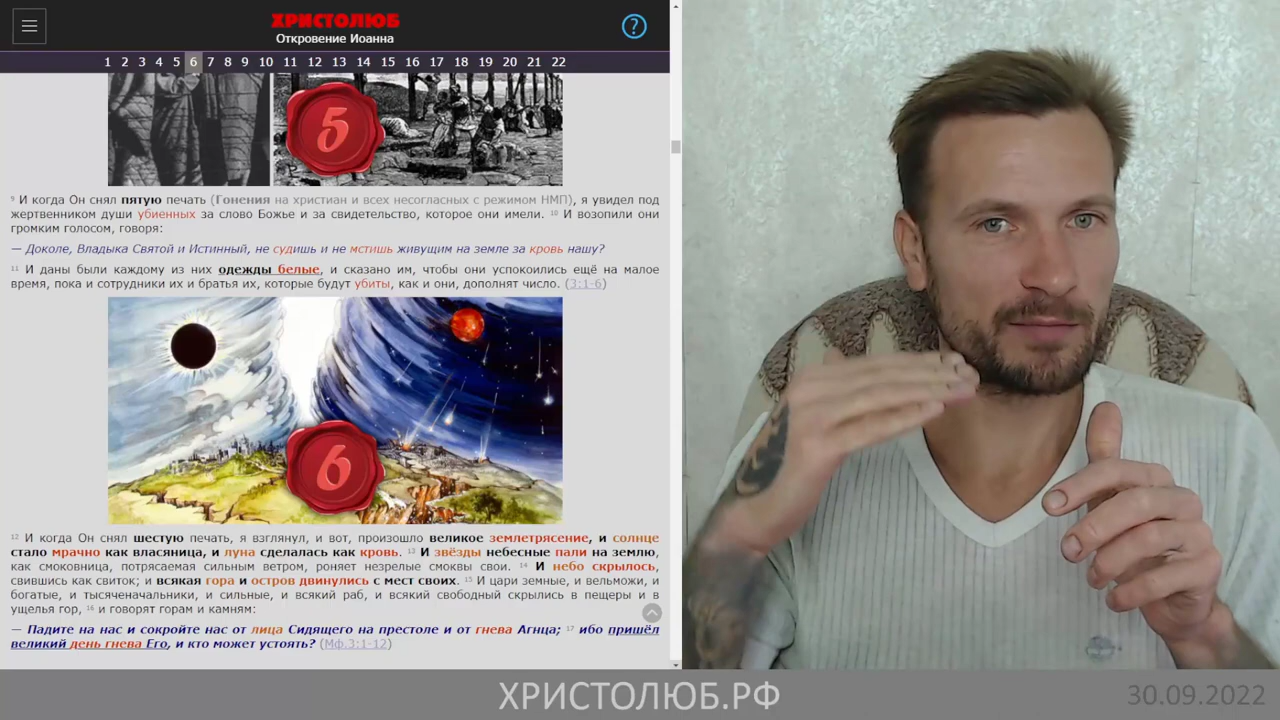 ХРИСТОЛЮБ
Откровение Иоанна
?
1 2 3 4 5 6 7 8 9 10 11 12 13 14 15 16 17 18 19 20 21 22
5
9 И когда Он снял пятую печать (Гонения на христиан и всех несогласных с режимом НМП), я увидел под
жертвенником души убиенных за слово Божье и за свидетельство, которое они имели. 10 И возопили они
громким голосом, говоря:
— Доколе, Владыка Святой и Истинный, не судишь и не мстишь живущим на земле за кровь нашу?
11 И даны были каждому из них одежды белые, и сказано им, чтобы они успокоились ещё на малое
время, пока и сотрудники их и братья их, которые будут убиты, как и они, дополнят число. (3:1-6)
6
12 И когда Он снял шестую печать, я взглянул, и вот, произошло великое землетрясение, и солнце
стало мрачно как власяница, и луна сделалась как кровь. 13 И звёзды небесные пали на землю,
как смоковница, потрясаемая сильным ветром, роняет незрелые смоквы свои. 14 И небо скрылось,
свившись как свиток; и всякая гора и остров двинулись с мест своих. 15 И цари земные, и вельможи, и
богатые, и тысяченачальники, и сильные, и всякий раб, и всякий свободный скрылись в пещеры и в
ущелья гор, 16 и говорят горам и камням:
— Падите на нас и сокройте нас от лица Сидящего на престоле и от гнева Агнца; 17 ибо пришёл
великий день гнева Его, и кто может устоять? (Мф.3:1-12)
ХРИСТОЛЮБ.РФ
30.09.2022